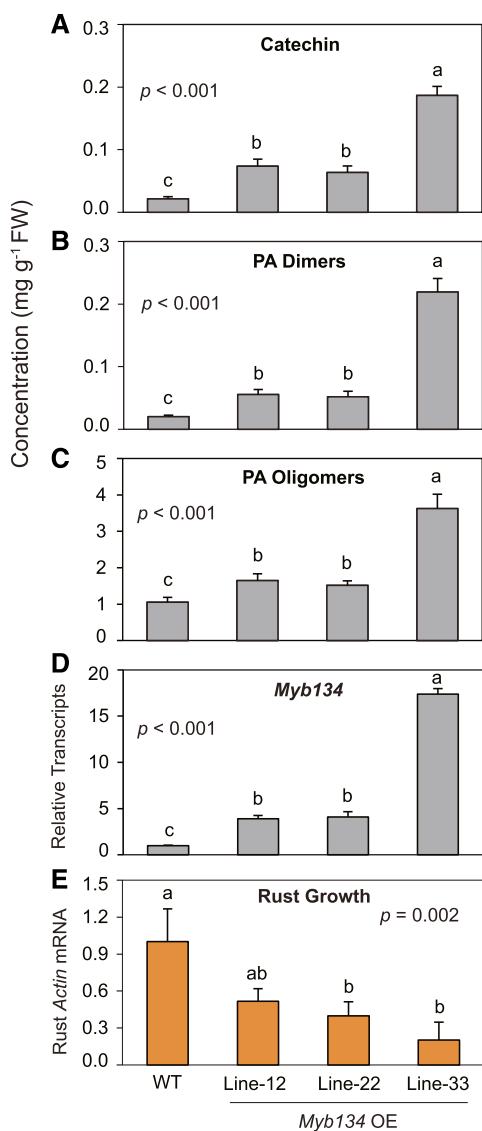 Concentration (mg g⁻¹ FW)
A
Catechin
p < 0.001
0.3
0.2
0.1
0.0
c
b
b
a
B
PA Dimers
p < 0.001
0.3
0.2
0.1
0.0
c
b
b
a
C
PA Oligomers
p < 0.001
5
4
3
2
1
0
c
b
b
a
D
Myb134
p < 0.001
Relative Transcripts
20
15
10
5
0
c
b
b
a
E
Rust Growth
p = 0.002
Rust Actin mRNA
1.5
1.2
0.9
0.6
0.3
0.0
a
ab
b
b
WT
Line-12
Line-22
Line-33
Myb134 OE